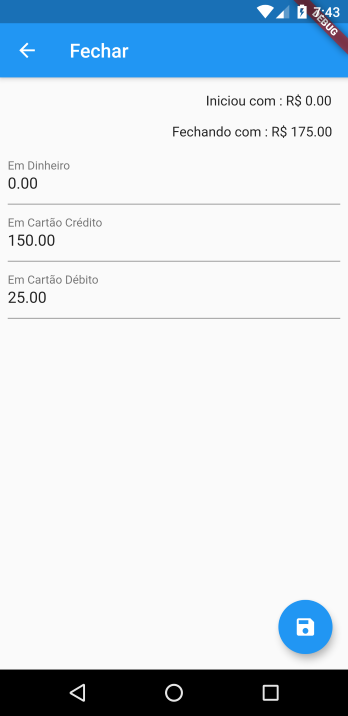 7:43
DEBUG
Fechar
Iniciou com : R$ 0.00
Fechando com : R$ 175.00
Em Dinheiro
0.00
Em Cartão Crédito
150.00
Em Cartão Débito
25.00